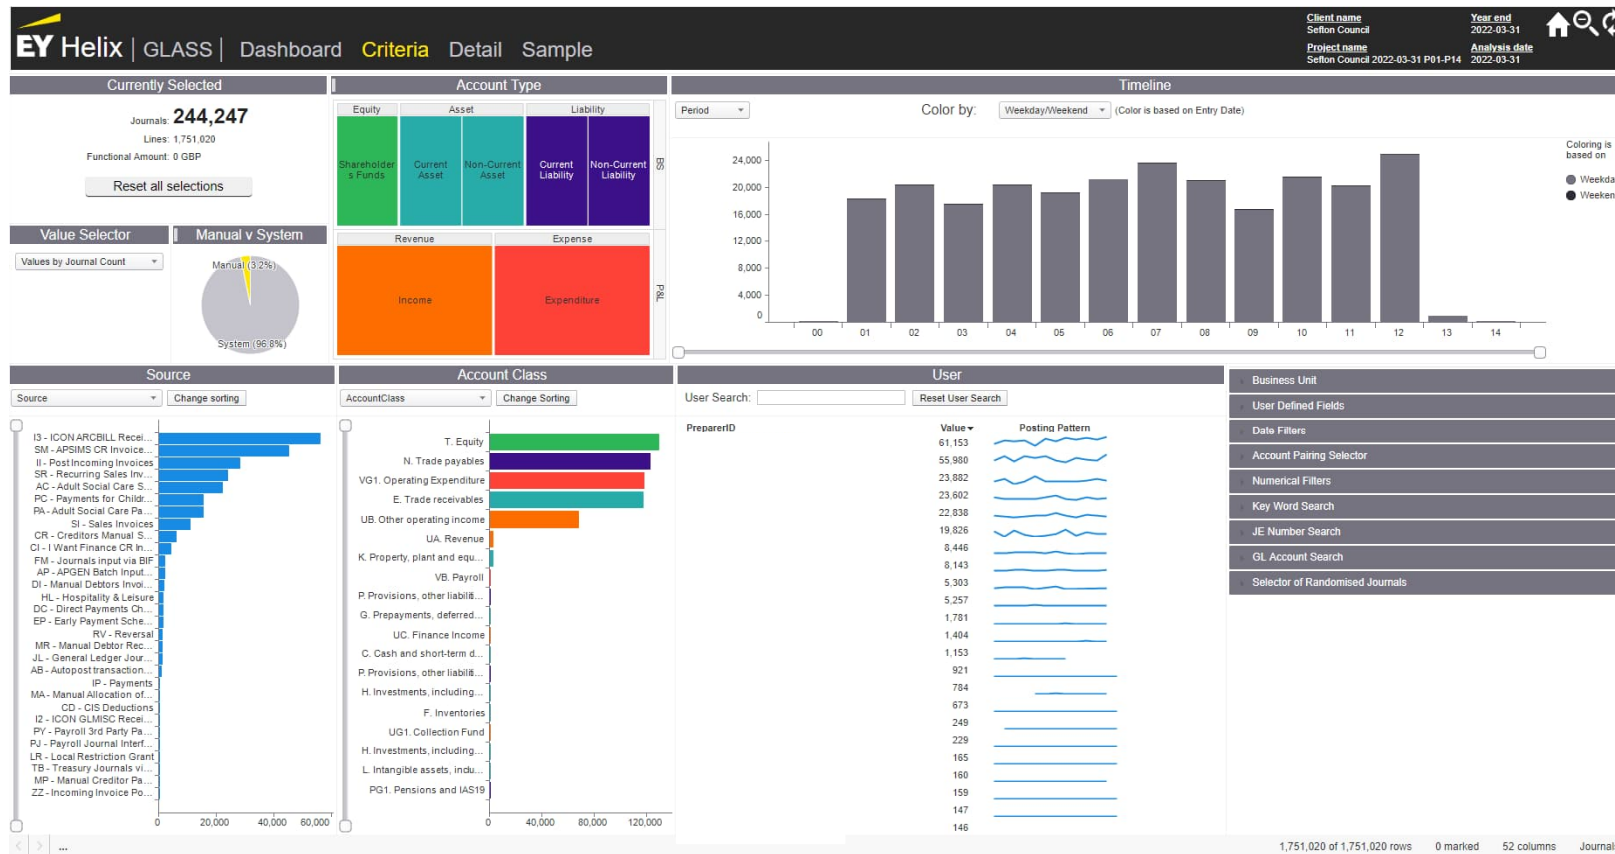 EY Helix | GLASS | Dashboard Criteria Detail Sample
Client name
Sefton Council
Year end
2022-03-31
Project name
Sefton Council 2022-03-31 P01-P14
Analysis date
2022-03-31
Currently Selected
Journals: 244,247
Lines: 1,751,020
Functional Amount: 0 GBP
Reset all selections
Value Selector
Values by Journal Count
Manual v System
Manual (3.2%)
System (96.8%)
Account Type
Equity Asset Liability
Shareholder
s Funds
Current
Asset
Non-Current
Asset
Current
Liability
Non-Current
Liability
BS
Revenue Expense
Income
Expenditure
P&L
Timeline
Period
Color by: Weekday/Weekend (Color is based on Entry Date)
24,000
20,000
16,000
12,000
8,000
4,000
0
00 01 02 03 04 05 06 07 08 09 10 11 12 13 14
Coloring is
based on
Weekda
Weeken
Source
Source
Change sorting
I3 - ICON ARCBILL Recei...
SM - APSIMS CR Invoice...
II - Post Incoming Invoices
SR - Recurring Sales Inv...
AC - Adult Social Care S...
PC - Payments for Childr...
PA - Adult Social Care Pa...
SI - Sales Invoices
CR - Creditors Manual S...
CI - I Want Finance CR In...
FM - Journals input via BIF
AP - APGEN Batch Input...
DI - Manual Debtors Invoi...
HL - Hospitality & Leisure
DC - Direct Payments Ch...
EP - Early Payment Sche...
RV - Reversal
MR - Manual Debtor Rec...
JL - General Ledger Jour...
AB - Autopost transaction...
IP - Payments
MA - Manual Allocation of...
CD - CIS Deductions
I2 - ICON GLMISC Recei...
PY - Payroll 3rd Party Pa...
PJ - Payroll Journal Interf...
LR - Local Restriction Grant
TB - Treasury Journals vi...
MP - Manual Creditor Pa...
ZZ - Incoming Invoice Po...
0 20,000 40,000 60,000
Account Class
AccountClass
Change Sorting
T. Equity
N. Trade payables
VG1. Operating Expenditure
E. Trade receivables
UB. Other operating income
UA. Revenue
K. Property, plant and equ...
VB. Payroll
P. Provisions, other liabiliti...
G. Prepayments, deferred...
UC. Finance Income
C. Cash and short-term d...
P. Provisions, other liabiliti...
H. Investments, including...
F. Inventories
UG1. Collection Fund
H. Investments, including...
L. Intangible assets, indu...
PG1. Pensions and IAS19
0 40,000 80,000 120,000
User
User Search:
Reset User Search
PreparerID Value Posting Pattern
61,153
55,980
23,882
23,602
22,838
19,826
8,446
8,143
5,303
5,257
1,781
1,404
1,153
921
784
673
249
229
165
160
159
147
146
Business Unit
User Defined Fields
Date Filters
Account Pairing Selector
Numerical Filters
Key Word Search
JE Number Search
GL Account Search
Selector of Randomised Journals
...
1,751,020 of 1,751,020 rows 0 marked 52 columns Journal